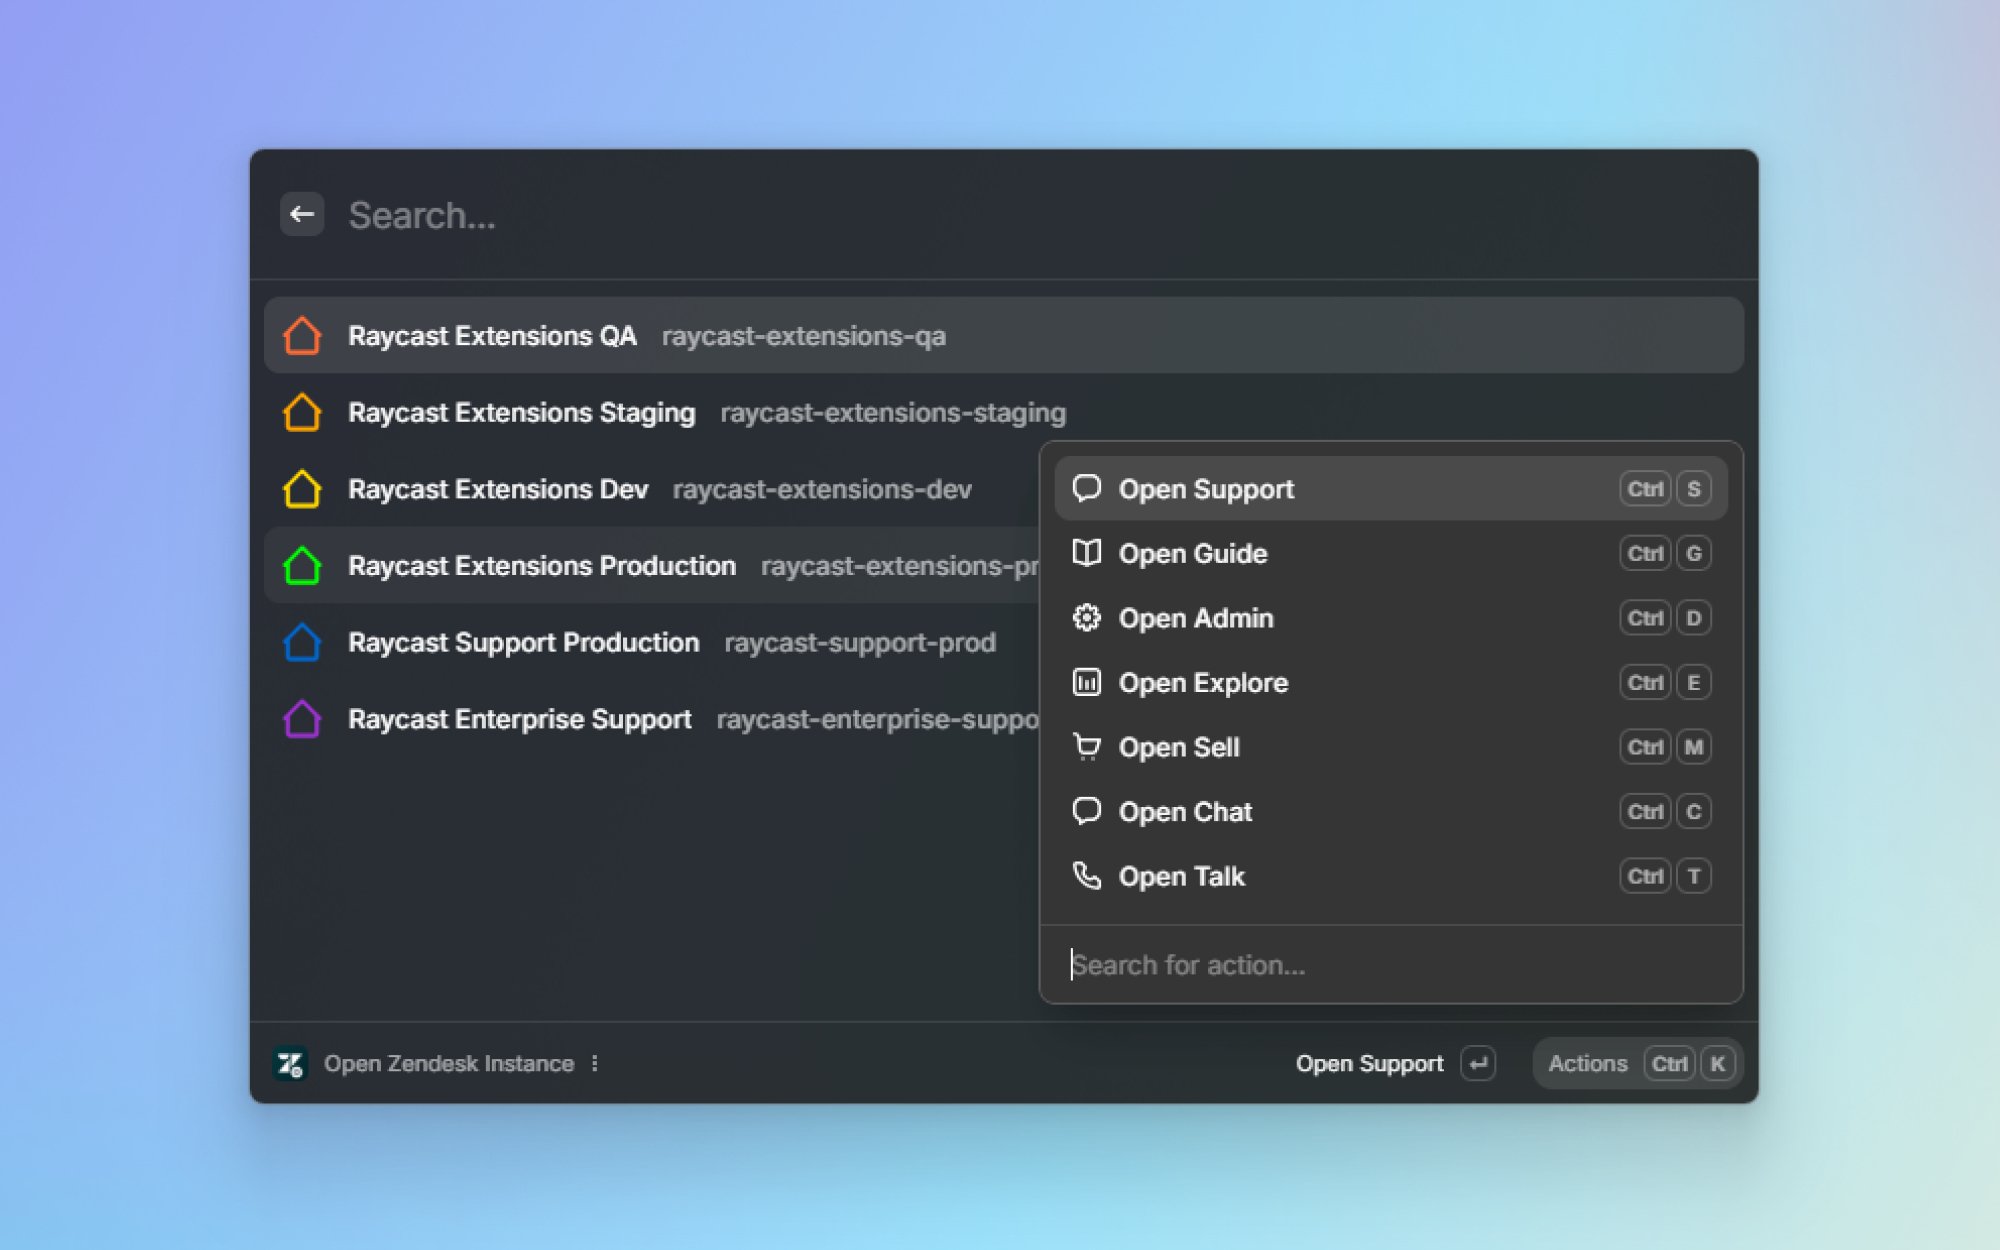 Search...
Raycast Extensions QA raycast-extensions-qa
Raycast Extensions Staging raycast-extensions-staging
Raycast Extensions Dev raycast-extensions-dev
Raycast Extensions Production raycast-extensions-pr
Raycast Support Production raycast-support-prod
Raycast Enterprise Support raycast-enterprise-suppo
Open Support Ctrl S
Open Guide Ctrl G
Open Admin Ctrl D
Open Explore Ctrl E
Open Sell Ctrl M
Open Chat Ctrl C
Open Talk Ctrl T
Search for action...
Open Zendesk Instance
Open Support
Actions Ctrl K